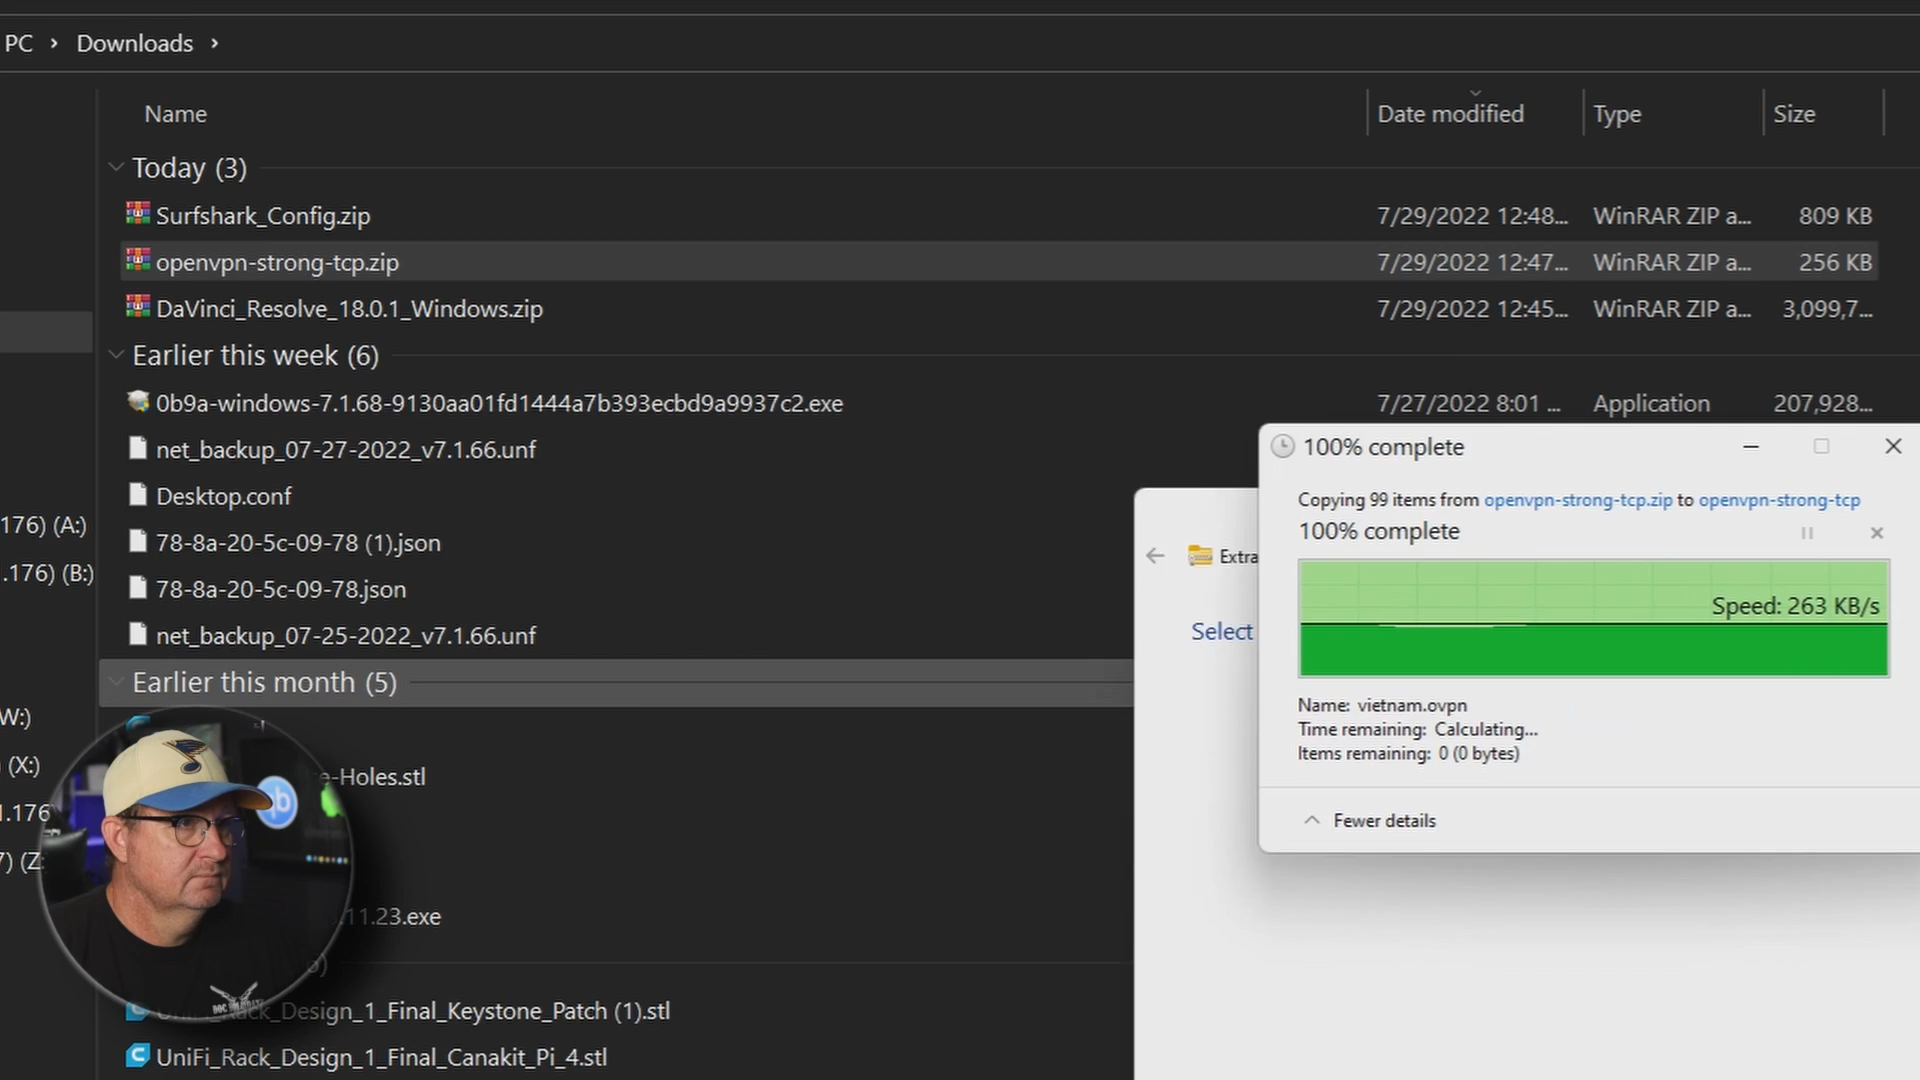 PC > Downloads >
Name Date modified Type Size
Today (3)
Surfshark_Config.zip 7/29/2022 12:48... WinRAR ZIP a... 809 KB
openvpn-strong-tcp.zip 7/29/2022 12:47... WinRAR ZIP a... 256 KB
DaVinci_Resolve_18.0.1_Windows.zip 7/29/2022 12:45... WinRAR ZIP a... 3,099,7...
Earlier this week (6)
0b9a-windows-7.1.68-9130aa01fd1444a7b393ecbd9a9937c2.exe 7/27/2022 8:01 ... Application 207,928...
net_backup_07-27-2022_v7.1.66.unf
Desktop.conf
78-8a-20-5c-09-78 (1).json
78-8a-20-5c-09-78.json
net_backup_07-25-2022_v7.1.66.unf
Earlier this month (5)
-Holes.stl
11.23.exe
Rack_Design_1_Final_Keystone_Patch (1).stl
UniFi_Rack_Design_1_Final_Canakit_Pi_4.stl
176) (A:)
.176) (B:)
W:)
) (X:)
1.176
7) (Z:
Extra
Select
100% complete
Copying 99 items from openvpn-strong-tcp.zip to openvpn-strong-tcp
100% complete
Speed: 263 KB/s
Name: vietnam.ovpn
Time remaining: Calculating...
Items remaining: 0 (0 bytes)
Fewer details